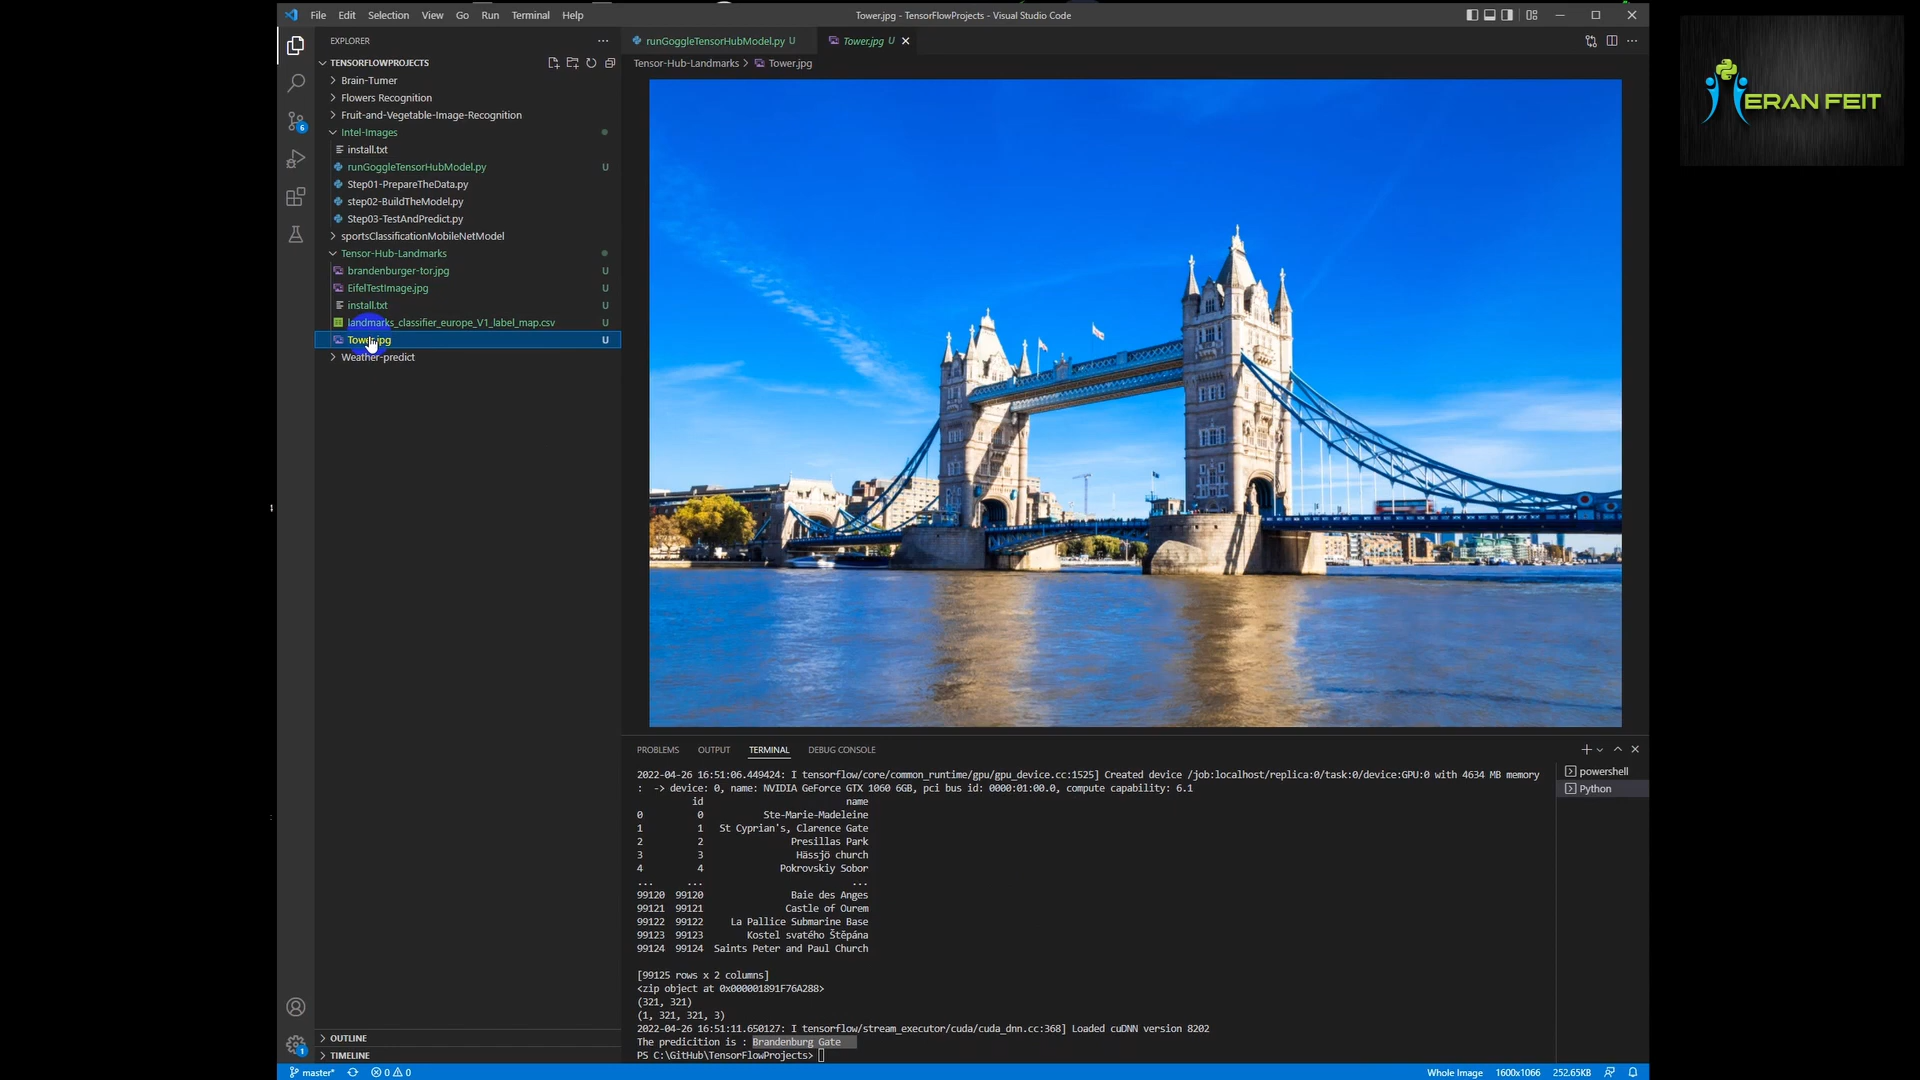 File Edit Selection View Go Run Terminal Help
Tower.jpg - TensorFlowProjects - Visual Studio Code
ERAN FEIT
EXPLORER
TENSORFLOWPROJECTS
Brain-Tumer
Flowers Recognition
Fruit-and-Vegetable-Image-Recognition
Intel-Images
install.txt
runGoggleTensorHubModel.py U
Step01-PrepareTheData.py
step02-BuildTheModel.py
Step03-TestAndPredict.py
sportsClassificationMobileNetModel
Tensor-Hub-Landmarks
brandenburger-tor.jpg U
EifelTestImage.jpg U
install.txt U
landmarks_classifier_europe_V1_label_map.csv U
Tower.jpg U
Weather-predict
OUTLINE
TIMELINE
6
1
runGoggleTensorHubModel.py U
Tower.jpg U
Tensor-Hub-Landmarks > Tower.jpg
PROBLEMS OUTPUT TERMINAL DEBUG CONSOLE
powershell
Python
2022-04-26 16:51:06.449424: I tensorflow/core/common_runtime/gpu/gpu_device.cc:1525] Created device /job:localhost/replica:0/task:0/device:GPU:0 with 4634 MB memory
: -> device: 0, name: NVIDIA GeForce GTX 1060 6GB, pci bus id: 0000:01:00.0, compute capability: 6.1
id name
0 0 Ste-Marie-Madeleine
1 1 St Cyprian's, Clarence Gate
2 2 Presillas Park
3 3 Hässjö church
4 4 Pokrovskiy Sobor
... ... ...
99120 99120 Baie des Anges
99121 99121 Castle of Ourem
99122 99122 La Pallice Submarine Base
99123 99123 Kostel svatého Štěpána
99124 99124 Saints Peter and Paul Church
[99125 rows x 2 columns]
<zip object at 0x000001891F76A288>
(321, 321)
(1, 321, 321, 3)
2022-04-26 16:51:11.650127: I tensorflow/stream_executor/cuda/cuda_dnn.cc:368] Loaded cuDNN version 8202
The predicition is : Brandenburg Gate
PS C:\GitHub\TensorFlowProjects>
master* 0 0
Whole Image 1600x1066 252.65KB